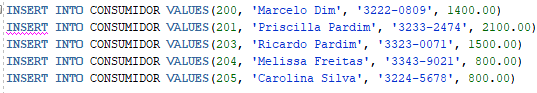 INSERT INTO CONSUMIDOR VALUES(200, 'Marcelo Dim', '3222-0809', 1400.00)
INSERT INTO CONSUMIDOR VALUES(201, 'Priscilla Pardim', '3233-2474', 2100.00)
INSERT INTO CONSUMIDOR VALUES(203, 'Ricardo Pardim', '3323-0071', 1500.00)
INSERT INTO CONSUMIDOR VALUES(204, 'Melissa Freitas', '3343-9021', 800.00)
INSERT INTO CONSUMIDOR VALUES(205, 'Carolina Silva', '3224-5678', 800.00)